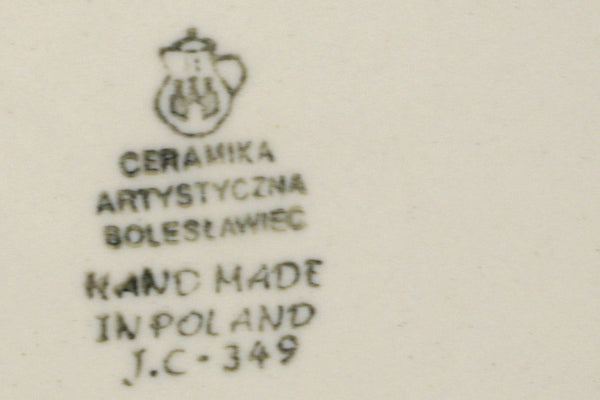 CERAMIKA
ARTYSTYCZNA
BOLESŁAWIEC
HAND MADE
IN POLAND
J.C - 349